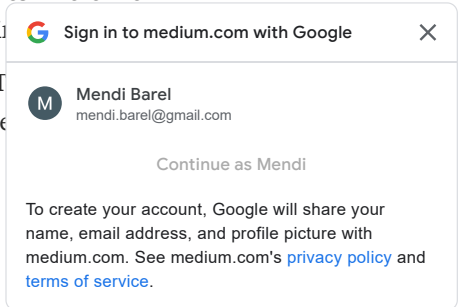 Sign in to medium.com with Google
M
Mendi Barel
mendi.barel@gmail.com
Continue as Mendi
To create your account, Google will share your
name, email address, and profile picture with
medium.com. See medium.com's privacy policy and
terms of service.